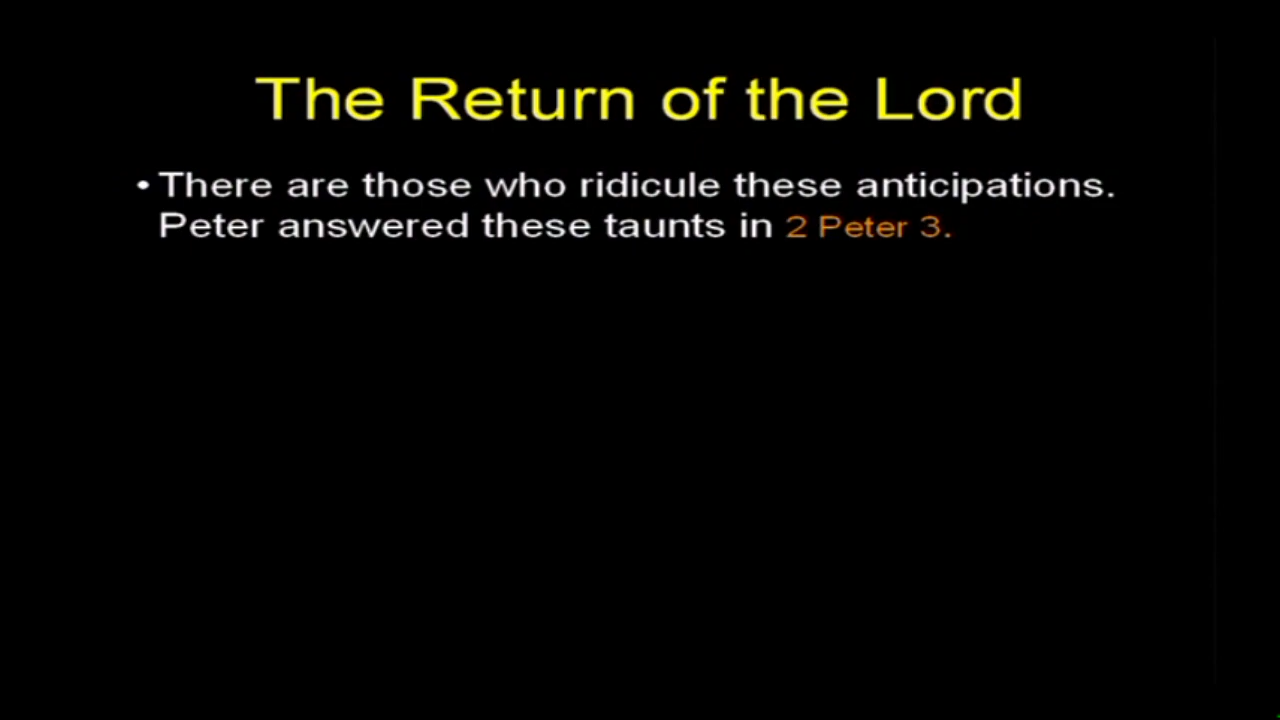 The Return of the Lord
• There are those who ridicule these anticipations.
Peter answered these taunts in 2 Peter 3.